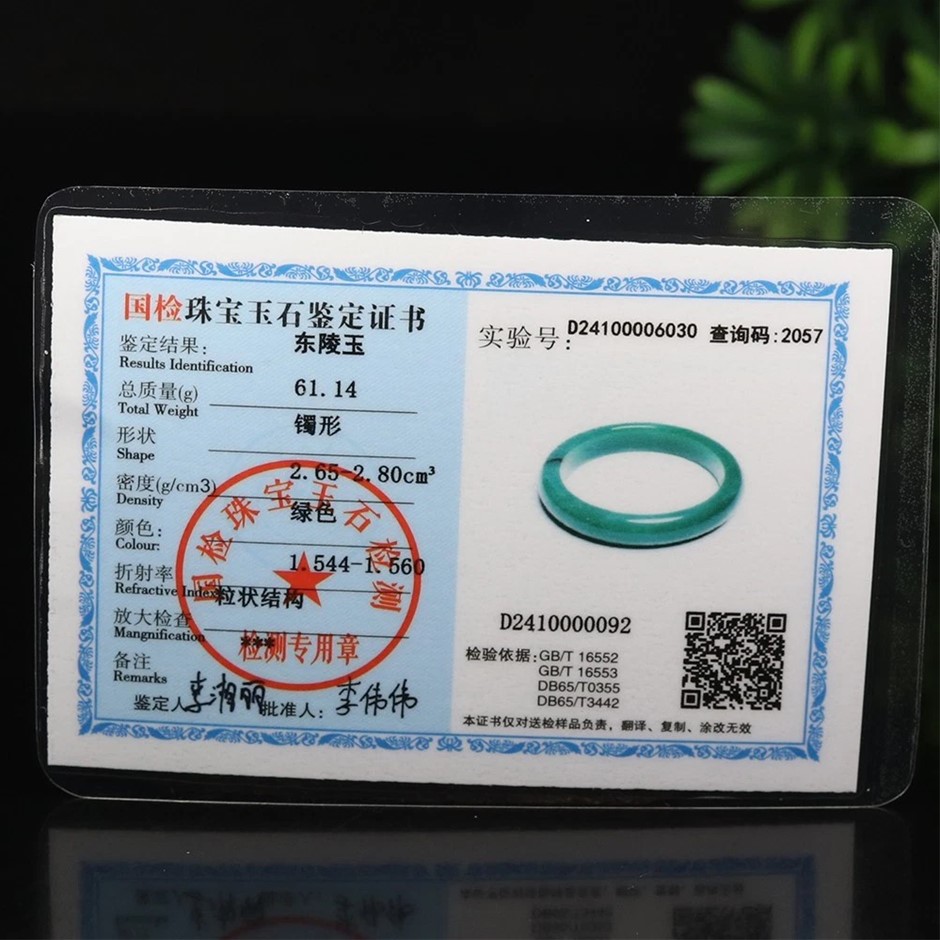 国检珠宝玉石鉴定证书
鉴定结果: 东陵玉
Results Identification
总质量(g) 61.14
Total Weight
形状 镯形
Shape
密度(g/cm3) 2.65-2.80cm³
Density
颜色: 绿色
Colour:
折射率 1.544-1.560
Refractive Index
放大检查 粒状结构
Mangnification
备注 ***
Remarks
鉴定人 李湘丽 批准人: 李伟伟
国检珠宝玉石检测
检测专用章
实验号: D24100006030 查询码:2057
D2410000092
检验依据:GB/T 16552
GB/T 16553
DB65/T0355
DB65/T3442
本证书仅对送检样品负责，翻译、复制、涂改无效